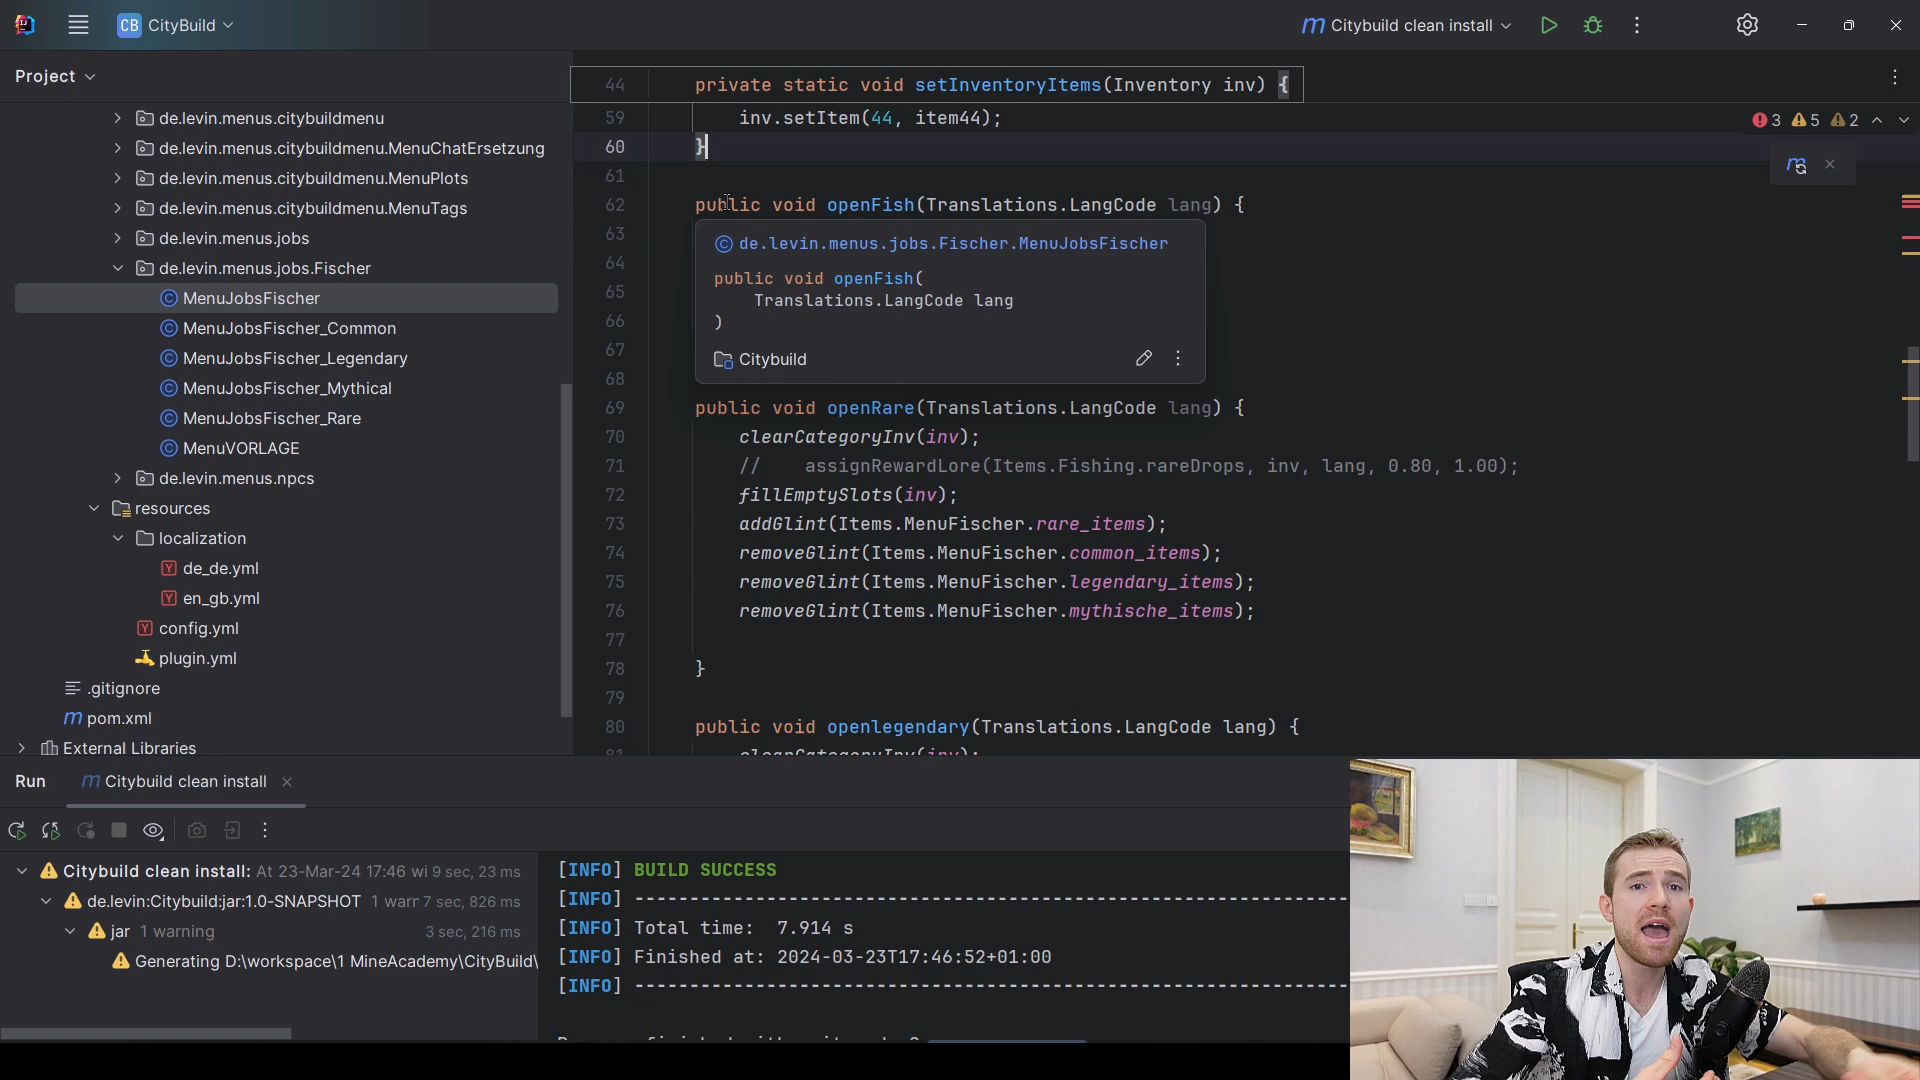 CB CityBuild
Citybuild clean install
Project
de.levin.menus.citybuildmenu
de.levin.menus.citybuildmenu.MenuChatErsetzung
de.levin.menus.citybuildmenu.MenuPlots
de.levin.menus.citybuildmenu.MenuTags
de.levin.menus.jobs
de.levin.menus.jobs.Fischer
MenuJobsFischer
MenuJobsFischer_Common
MenuJobsFischer_Legendary
MenuJobsFischer_Mythical
MenuJobsFischer_Rare
MenuVORLAGE
de.levin.menus.npcs
resources
localization
de_de.yml
en_gb.yml
config.yml
plugin.yml
.gitignore
pom.xml
External Libraries
44 private static void setInventoryItems(Inventory inv) {
59 inv.setItem(44, item44);
3 5 2
60 }
61
62 public void openFish(Translations.LangCode lang) {
63
de.levin.menus.jobs.Fischer.MenuJobsFischer
64
public void openFish(
65
Translations.LangCode lang
66
)
67
Citybuild
68
69 public void openRare(Translations.LangCode lang) {
70 clearCategoryInv(inv);
71 // assignRewardLore(Items.Fishing.rareDrops, inv, lang, 0.80, 1.00);
72 fillEmptySlots(inv);
73 addGlint(Items.MenuFischer.rare_items);
74 removeGlint(Items.MenuFischer.common_items);
75 removeGlint(Items.MenuFischer.legendary_items);
76 removeGlint(Items.MenuFischer.mythische_items);
77
78 }
79
80 public void openlegendary(Translations.LangCode lang) {
81 clearCategoryInv(inv);
Run Citybuild clean install
Citybuild clean install: At 23-Mar-24 17:46 wi 9 sec, 23 ms
de.levin:Citybuild:jar:1.0-SNAPSHOT 1 warr 7 sec, 826 ms
jar 1 warning 3 sec, 216 ms
Generating D:\workspace\1 MineAcademy\CityBuild\
[INFO] BUILD SUCCESS
[INFO] ------------------------------------------------------------------------
[INFO] Total time: 7.914 s
[INFO] Finished at: 2024-03-23T17:46:52+01:00
[INFO] ------------------------------------------------------------------------